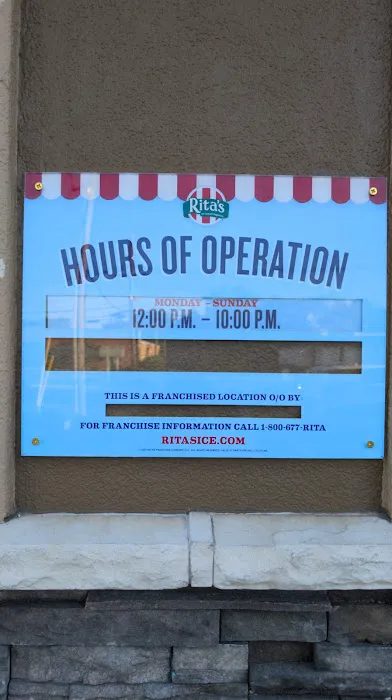 Rita's
HOURS OF OPERATION
MONDAY - SUNDAY
12:00 P.M. - 10:00 P.M.
THIS IS A FRANCHISED LOCATION O/O BY
FOR FRANCHISE INFORMATION CALL 1-800-677-RITA
RITASICE.COM